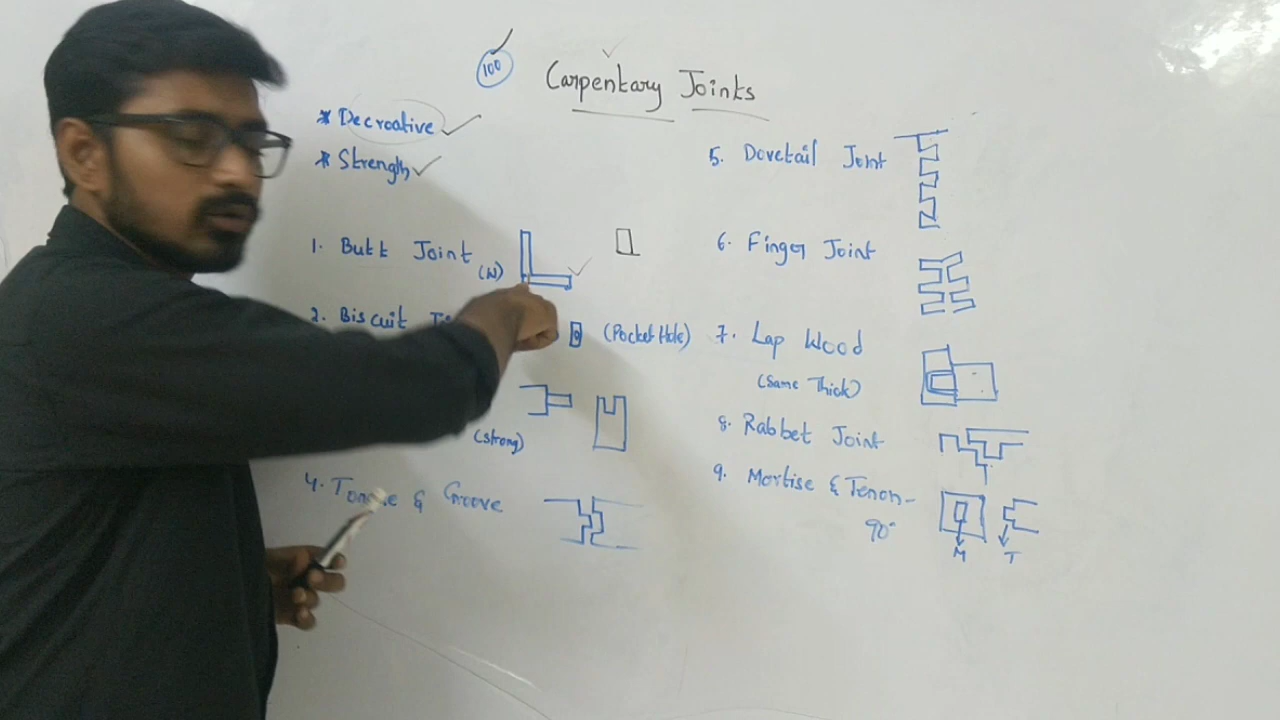 100
Carpentary Joints
* Decroative
* Strength
1. Butt Joint
(W)
2. Biscuit
(Pocket Hole)
(strong)
4. & Groove
5. Dovetail Joint
6. Finger Joint
7. Lap Wood
(Same Thick)
8. Rabbet Joint
9. Mortise & Tenon -
90°
M T